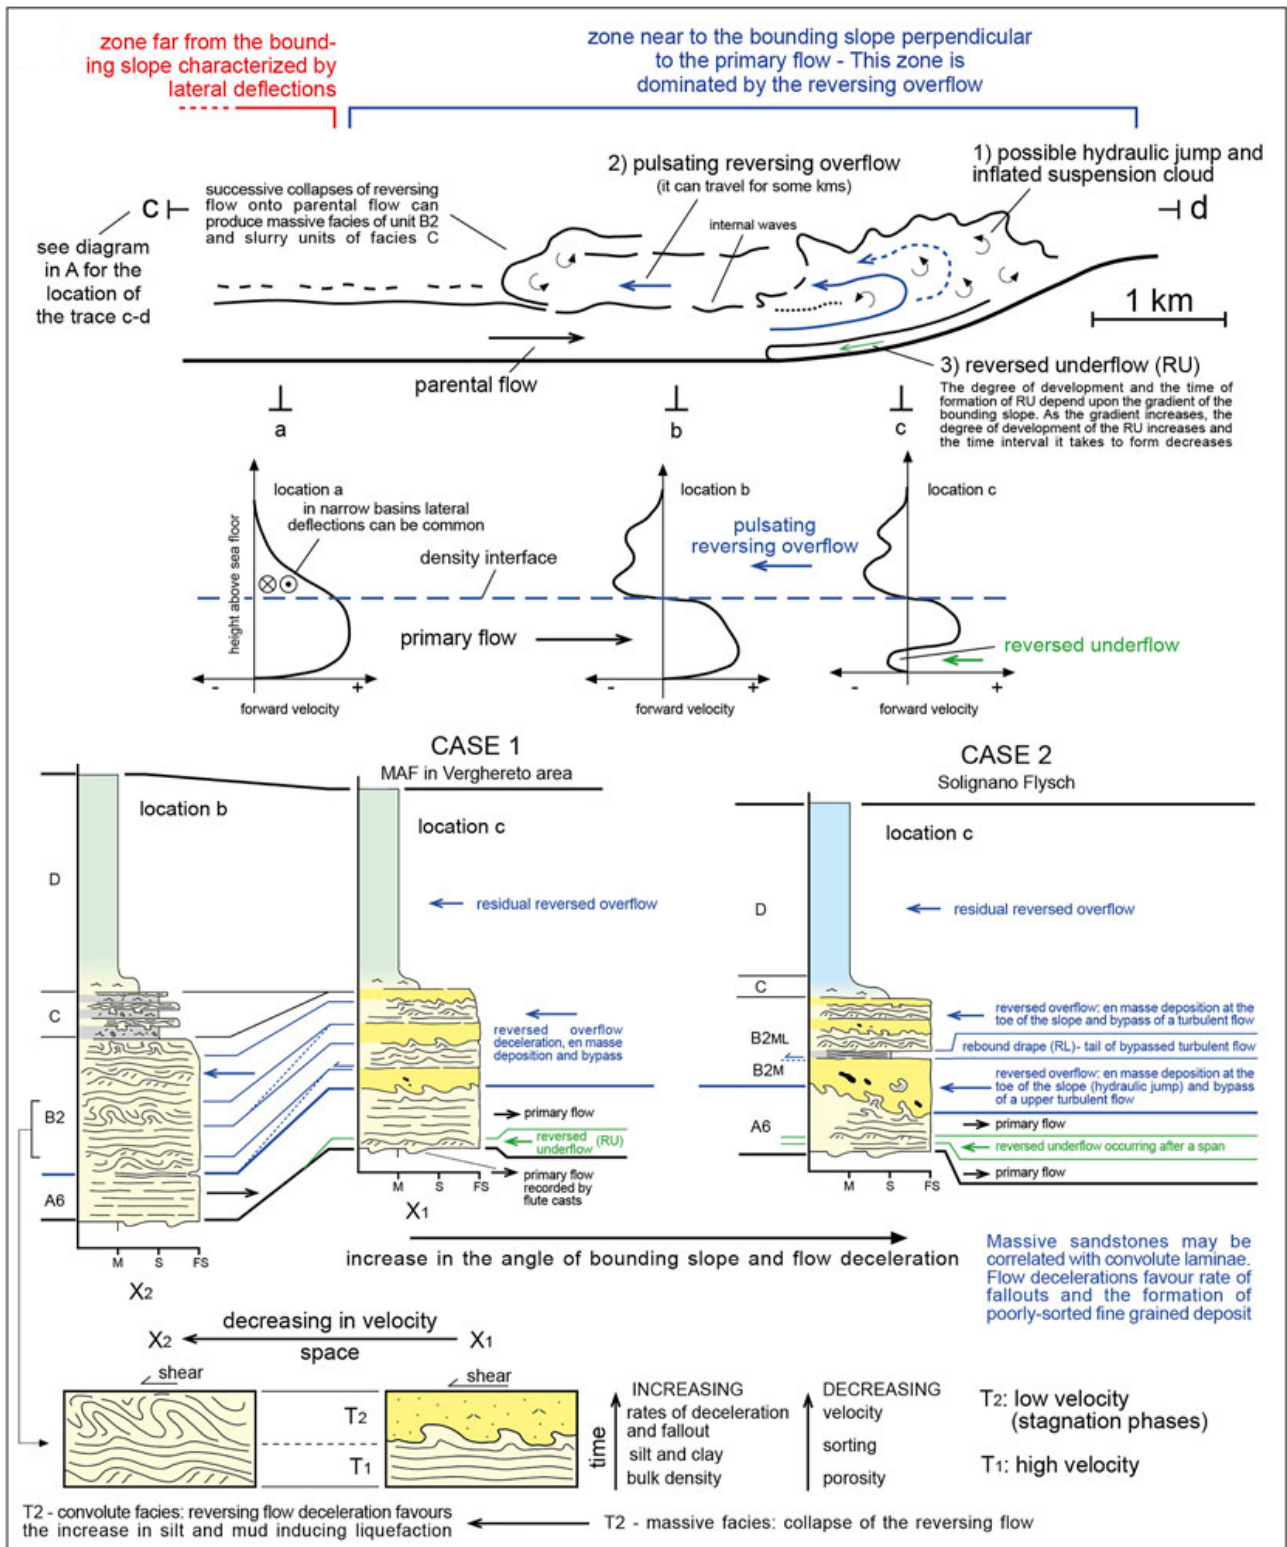 zone far from the bound-
ing slope characterized by
lateral deflections
zone near to the bounding slope perpendicular
to the primary flow - This zone is
dominated by the reversing overflow
1) possible hydraulic jump and
inflated suspension cloud
2) pulsating reversing overflow
(it can travel for some kms)
successive collapses of reversing
flow onto parental flow can
produce massive facies of unit B2
and slurry units of facies C
c
d
internal waves
see diagram
in A for the
location of
the trace c-d
1 km
parental flow
3) reversed underflow (RU)
The degree of development and the time of
formation of RU depend upon the gradient of the
bounding slope. As the gradient increases, the
degree of development of the RU increases and
the time interval it takes to form decreases
a
b
c
location a
in narrow basins lateral
deflections can be common
location b
location c
pulsating
reversing overflow
density interface
height above sea floor
primary flow
reversed underflow
- +
- +
- +
forward velocity
forward velocity
forward velocity
CASE 1
MAF in Verghereto area
CASE 2
Solignano Flysch
location b
location c
location c
D
D
residual reversed overflow
residual reversed overflow
C
C
reversed overflow
deceleration, en masse
deposition and bypass
reversed overflow: en masse deposition at the
toe of the slope and bypass of a turbulent flow
B2ML
rebound drape (RL)- tail of bypassed turbulent flow
B2M
reversed overflow: en masse deposition at the
toe of the slope (hydraulic jump) and bypass
of a upper turbulent flow
B2
A6
primary flow
primary flow
reversed
underflow
(RU)
reversed underflow occurring after a span
primary flow
recorded by
flute casts
primary flow
A6
M S FS
M S FS
M S FS
X1
X2
increase in the angle of bounding slope and flow deceleration
Massive sandstones may be
correlated with convolute laminae.
Flow decelerations favour rate of
fallouts and the formation of
poorly-sorted fine grained deposit
decreasing in velocity
X2 X1
space
shear
shear
T2
T1
time
INCREASING
rates of deceleration
and fallout
silt and clay
bulk density
DECREASING
velocity
sorting
porosity
T2: low velocity
(stagnation phases)
T1: high velocity
T2 - convolute facies: reversing flow deceleration favours
the increase in silt and mud inducing liquefaction
T2 - massive facies: collapse of the reversing flow